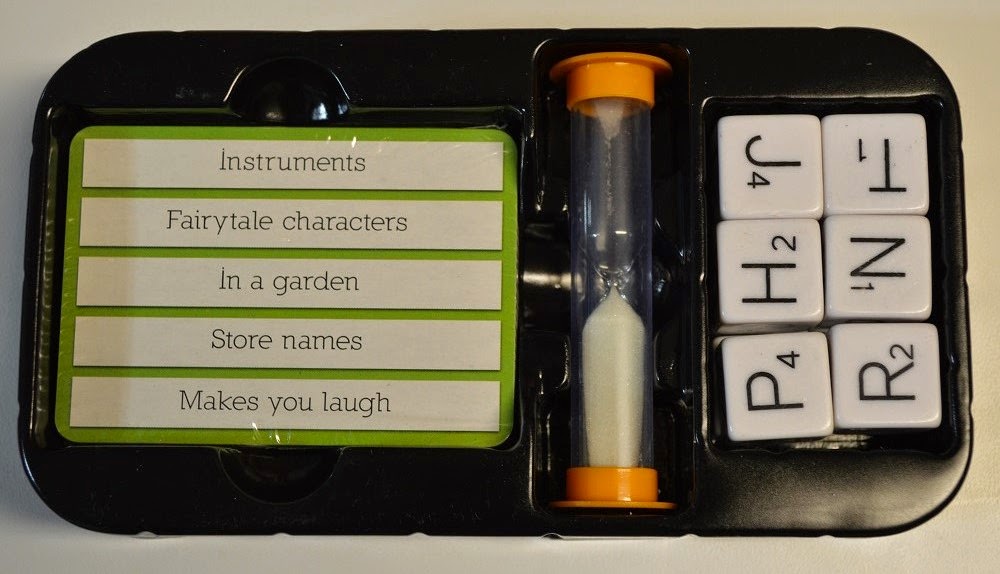 Instruments
Fairytale characters
In a garden
Store names
Makes you laugh
J4 T1
H2 N1
P4 R2